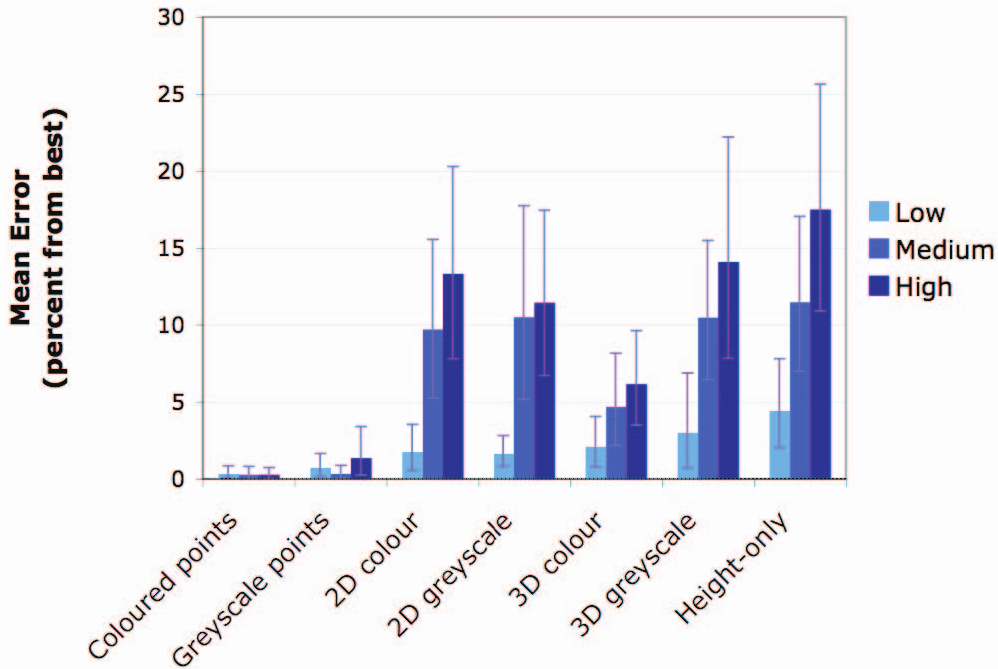 Mean Error
(percent from best)
30
25
20
15
10
5
0
Coloured points
Greyscale points
2D colour
2D greyscale
3D colour
3D greyscale
Height-only
Low
Medium
High